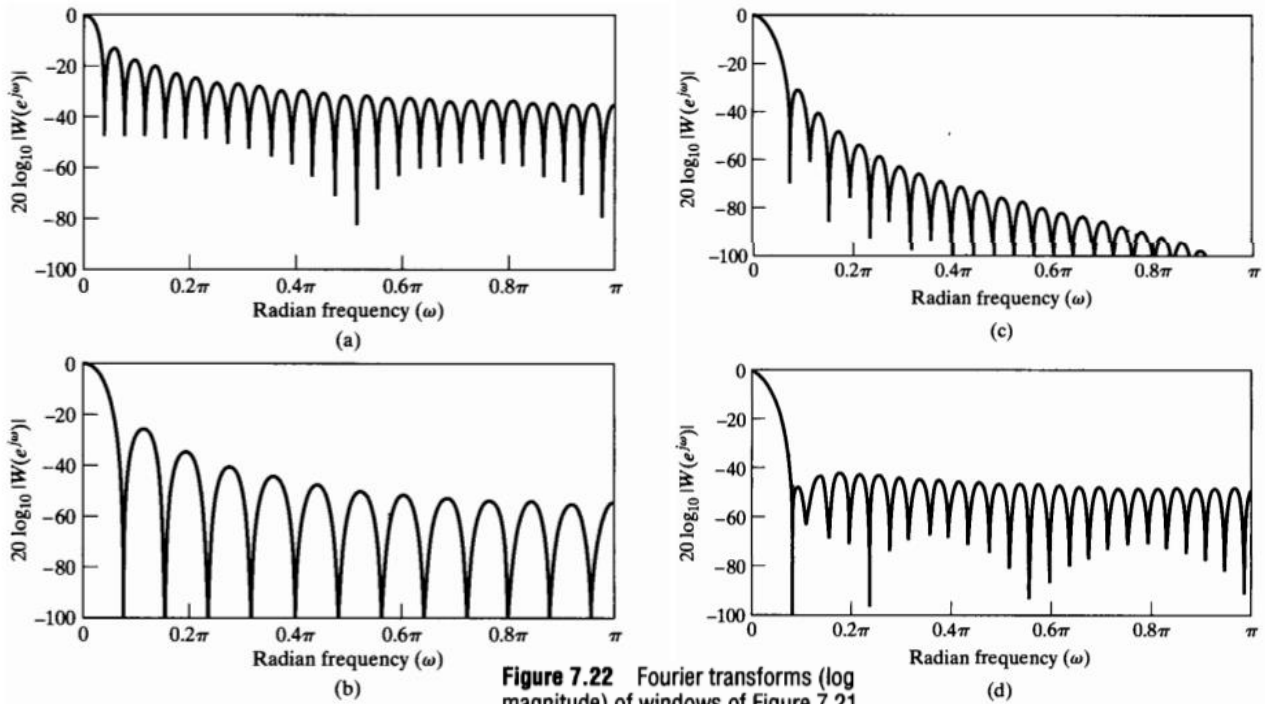 0
−20
−40
−60
−80
−100
20 log₁₀ |W(e^{jω})|
0 0.2π 0.4π 0.6π 0.8π π
Radian frequency (ω)
(a)
0
−20
−40
−60
−80
−100
20 log₁₀ |W(e^{jω})|
0 0.2π 0.4π 0.6π 0.8π π
Radian frequency (ω)
(b)
0
−20
−40
−60
−80
−100
20 log₁₀ |W(e^{jω})|
0 0.2π 0.4π 0.6π 0.8π π
Radian frequency (ω)
(c)
0
−20
−40
−60
−80
−100
20 log₁₀ |W(e^{jω})|
0 0.2π 0.4π 0.6π 0.8π π
Radian frequency (ω)
(d)
Figure 7.22 Fourier transforms (log
magnitude) of windows of Figure 7.21